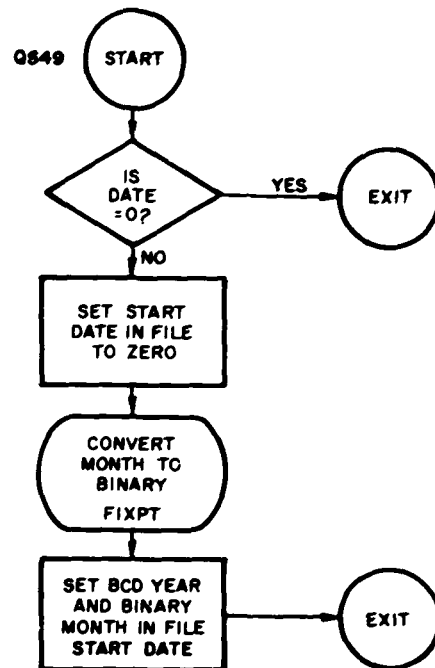 QS49
START
IS
DATE
=0?
YES
EXIT
NO
SET START
DATE IN FILE
TO ZERO
CONVERT
MONTH TO
BINARY
FIXPT
SET BCD YEAR
AND BINARY
MONTH IN FILE
START DATE
EXIT